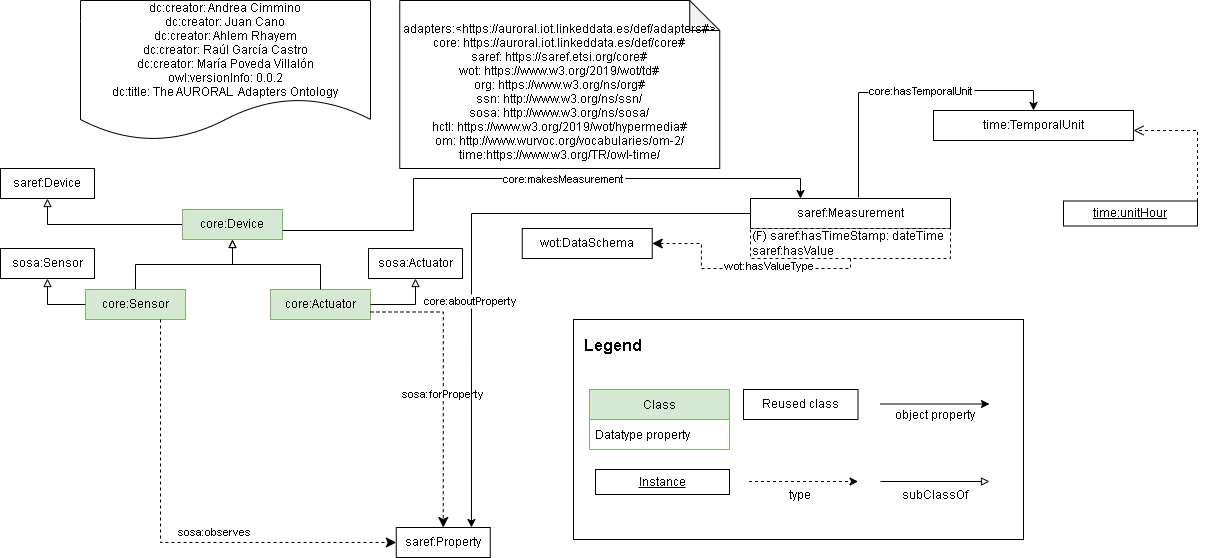 dc:creator: Andrea Cimmino
dc:creator: Juan Cano
dc:creator: Ahlem Rhayem
dc:creator: Raúl García Castro
dc:creator: María Poveda Villalón
owl:versionInfo: 0.0.2
dc:title: The AURORAL Adapters Ontology
adapters:<https://auroral.iot.linkeddata.es/def/adapters#>
core: https://auroral.iot.linkeddata.es/def/core#
saref: https://saref.etsi.org/core#
wot: https://www.w3.org/2019/wot/td#
org: https://www.w3.org/ns/org#
ssn: http://www.w3.org/ns/ssn/
sosa: http://www.w3.org/ns/sosa/
hctl: https://www.w3.org/2019/wot/hypermedia#
om: http://www.wurvoc.org/vocabularies/om-2/
time:https://www.w3.org/TR/owl-time/
core:hasTemporalUnit
time:TemporalUnit
saref:Device
core:makesMeasurement
core:Device
saref:Measurement
time:unitHour
(F) saref:hasTimeStamp: dateTime
saref:hasValue
wot:DataSchema
wot:hasValueType
sosa:Sensor
sosa:Actuator
core:Sensor
core:Actuator
core:aboutProperty
Legend
sosa:forProperty
Class
Datatype property
Reused class
object property
Instance
type
subClassOf
sosa:observes
saref:Property